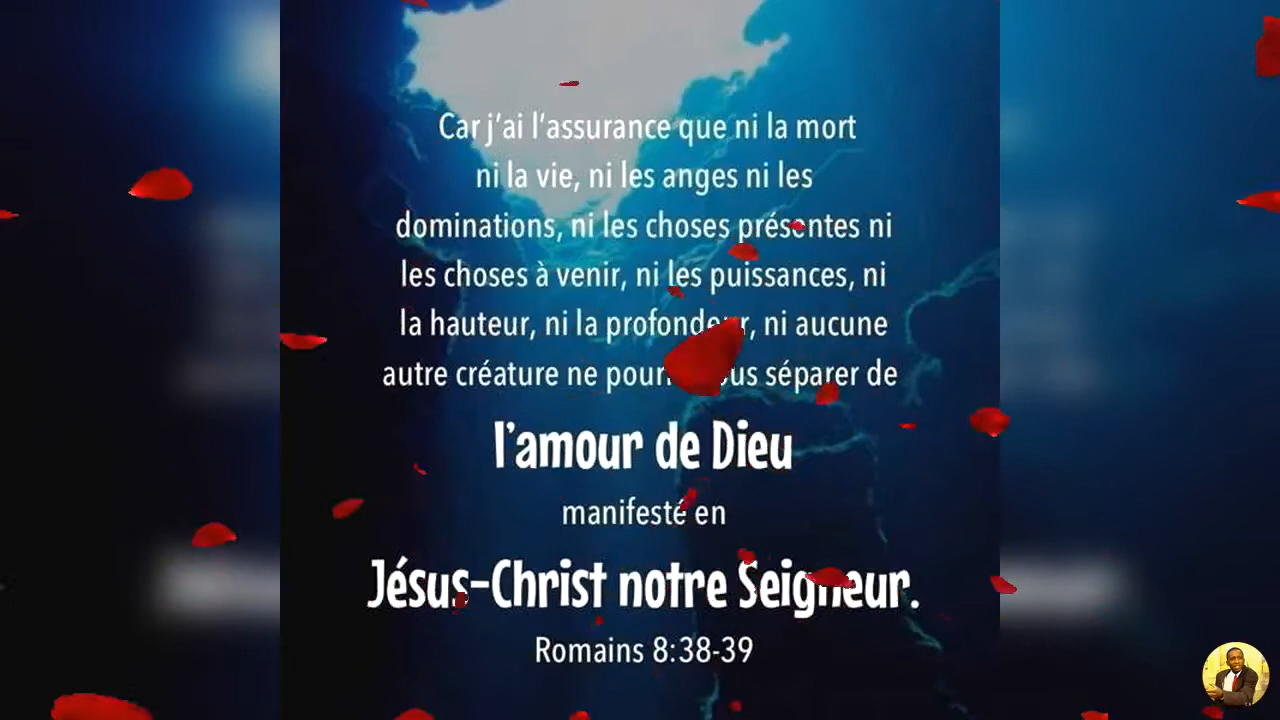 Car j’ai l’assurance que ni la mort
ni la vie, ni les anges ni les
dominations, ni les choses présentes ni
les choses à venir, ni les puissances, ni
la hauteur, ni la profondeur, ni aucune
autre créature ne séparer de
l’amour de Dieu
manifesté en
Jésus-Christ notre Seigneur.
Romains 8:38-39